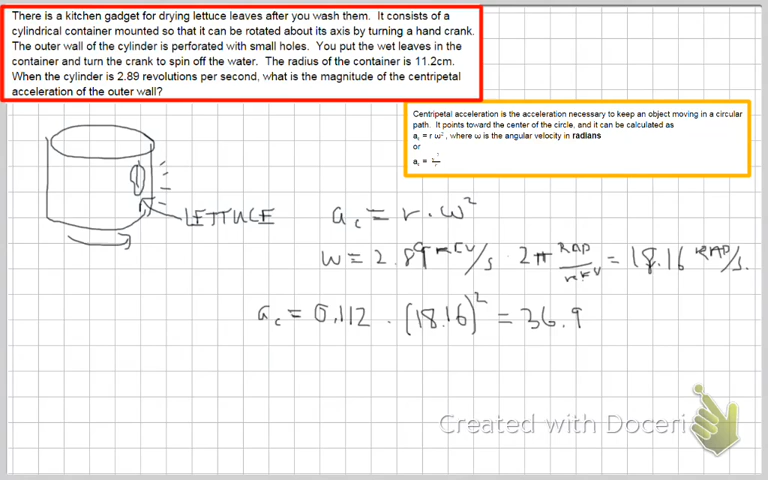 There is a kitchen gadget for drying lettuce leaves after you wash them. It consists of a
cylindrical container mounted so that it can be rotated about its axis by turning a hand crank.
The outer wall of the cylinder is perforated with small holes. You put the wet leaves in the
container and turn the crank to spin off the water. The radius of the container is 11.2cm.
When the cylinder is 2.89 revolutions per second, what is the magnitude of the centripetal
acceleration of the outer wall?
Centripetal acceleration is the acceleration necessary to keep an object moving in a circular
path. It points toward the center of the circle, and it can be calculated as
a꜀ = r ω², where ω is the angular velocity in radians
or
a꜀ =
LETTUCE
a꜀ = r · ω²
ω = 2.89 REV/s · 2π RAD/REV = 18.16 RAD/s.
a꜀ = 0.112 · (18.16)² = 36.9
Created with Doceri